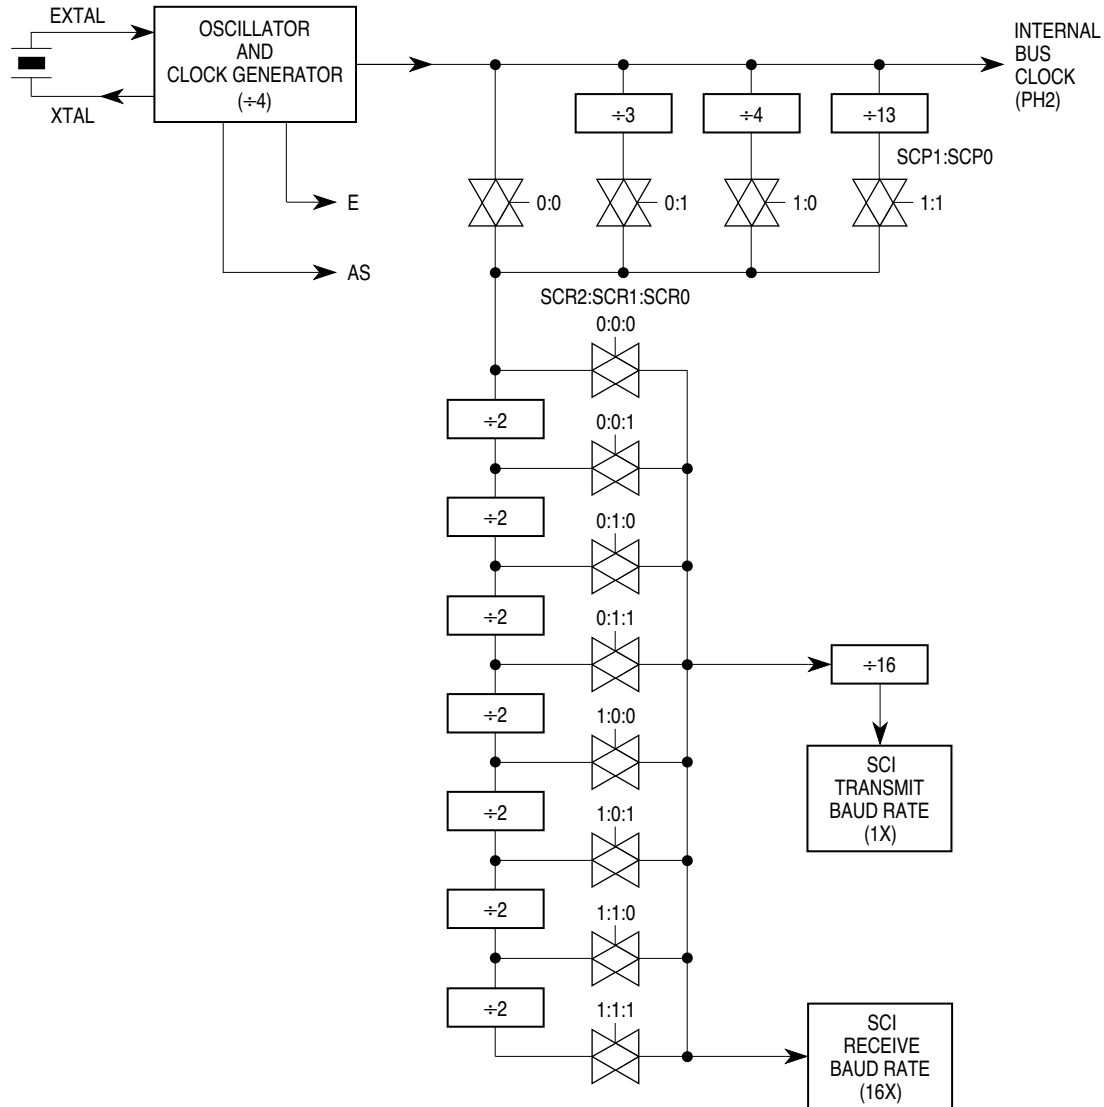 EXTAL
XTAL
OSCILLATOR
AND
CLOCK GENERATOR
(÷4)
INTERNAL
BUS
CLOCK
(PH2)
÷3
÷4
÷13
SCP1:SCP0
E
0:0
0:1
1:0
1:1
AS
SCR2:SCR1:SCR0
0:0:0
÷2
0:0:1
÷2
0:1:0
÷2
0:1:1
÷16
÷2
1:0:0
SCI
TRANSMIT
BAUD RATE
(1X)
÷2
1:0:1
÷2
1:1:0
÷2
1:1:1
SCI
RECEIVE
BAUD RATE
(16X)